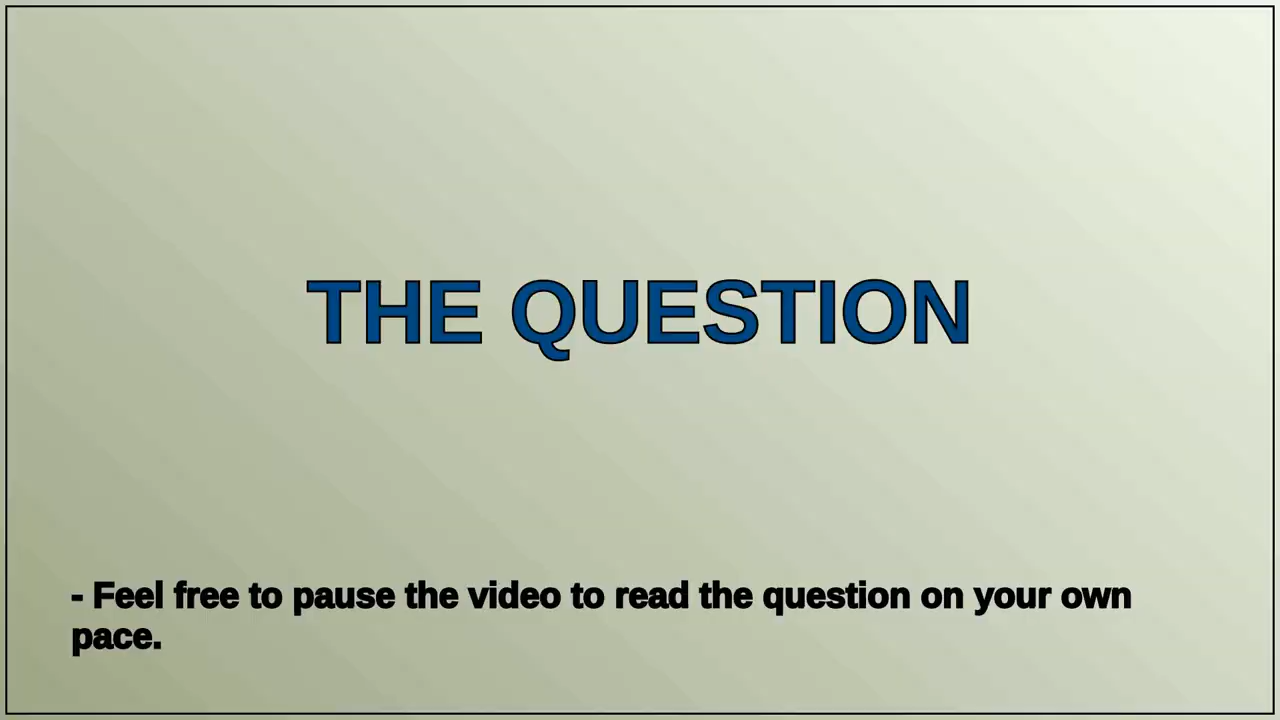 THE QUESTION
- Feel free to pause the video to read the question on your own
pace.